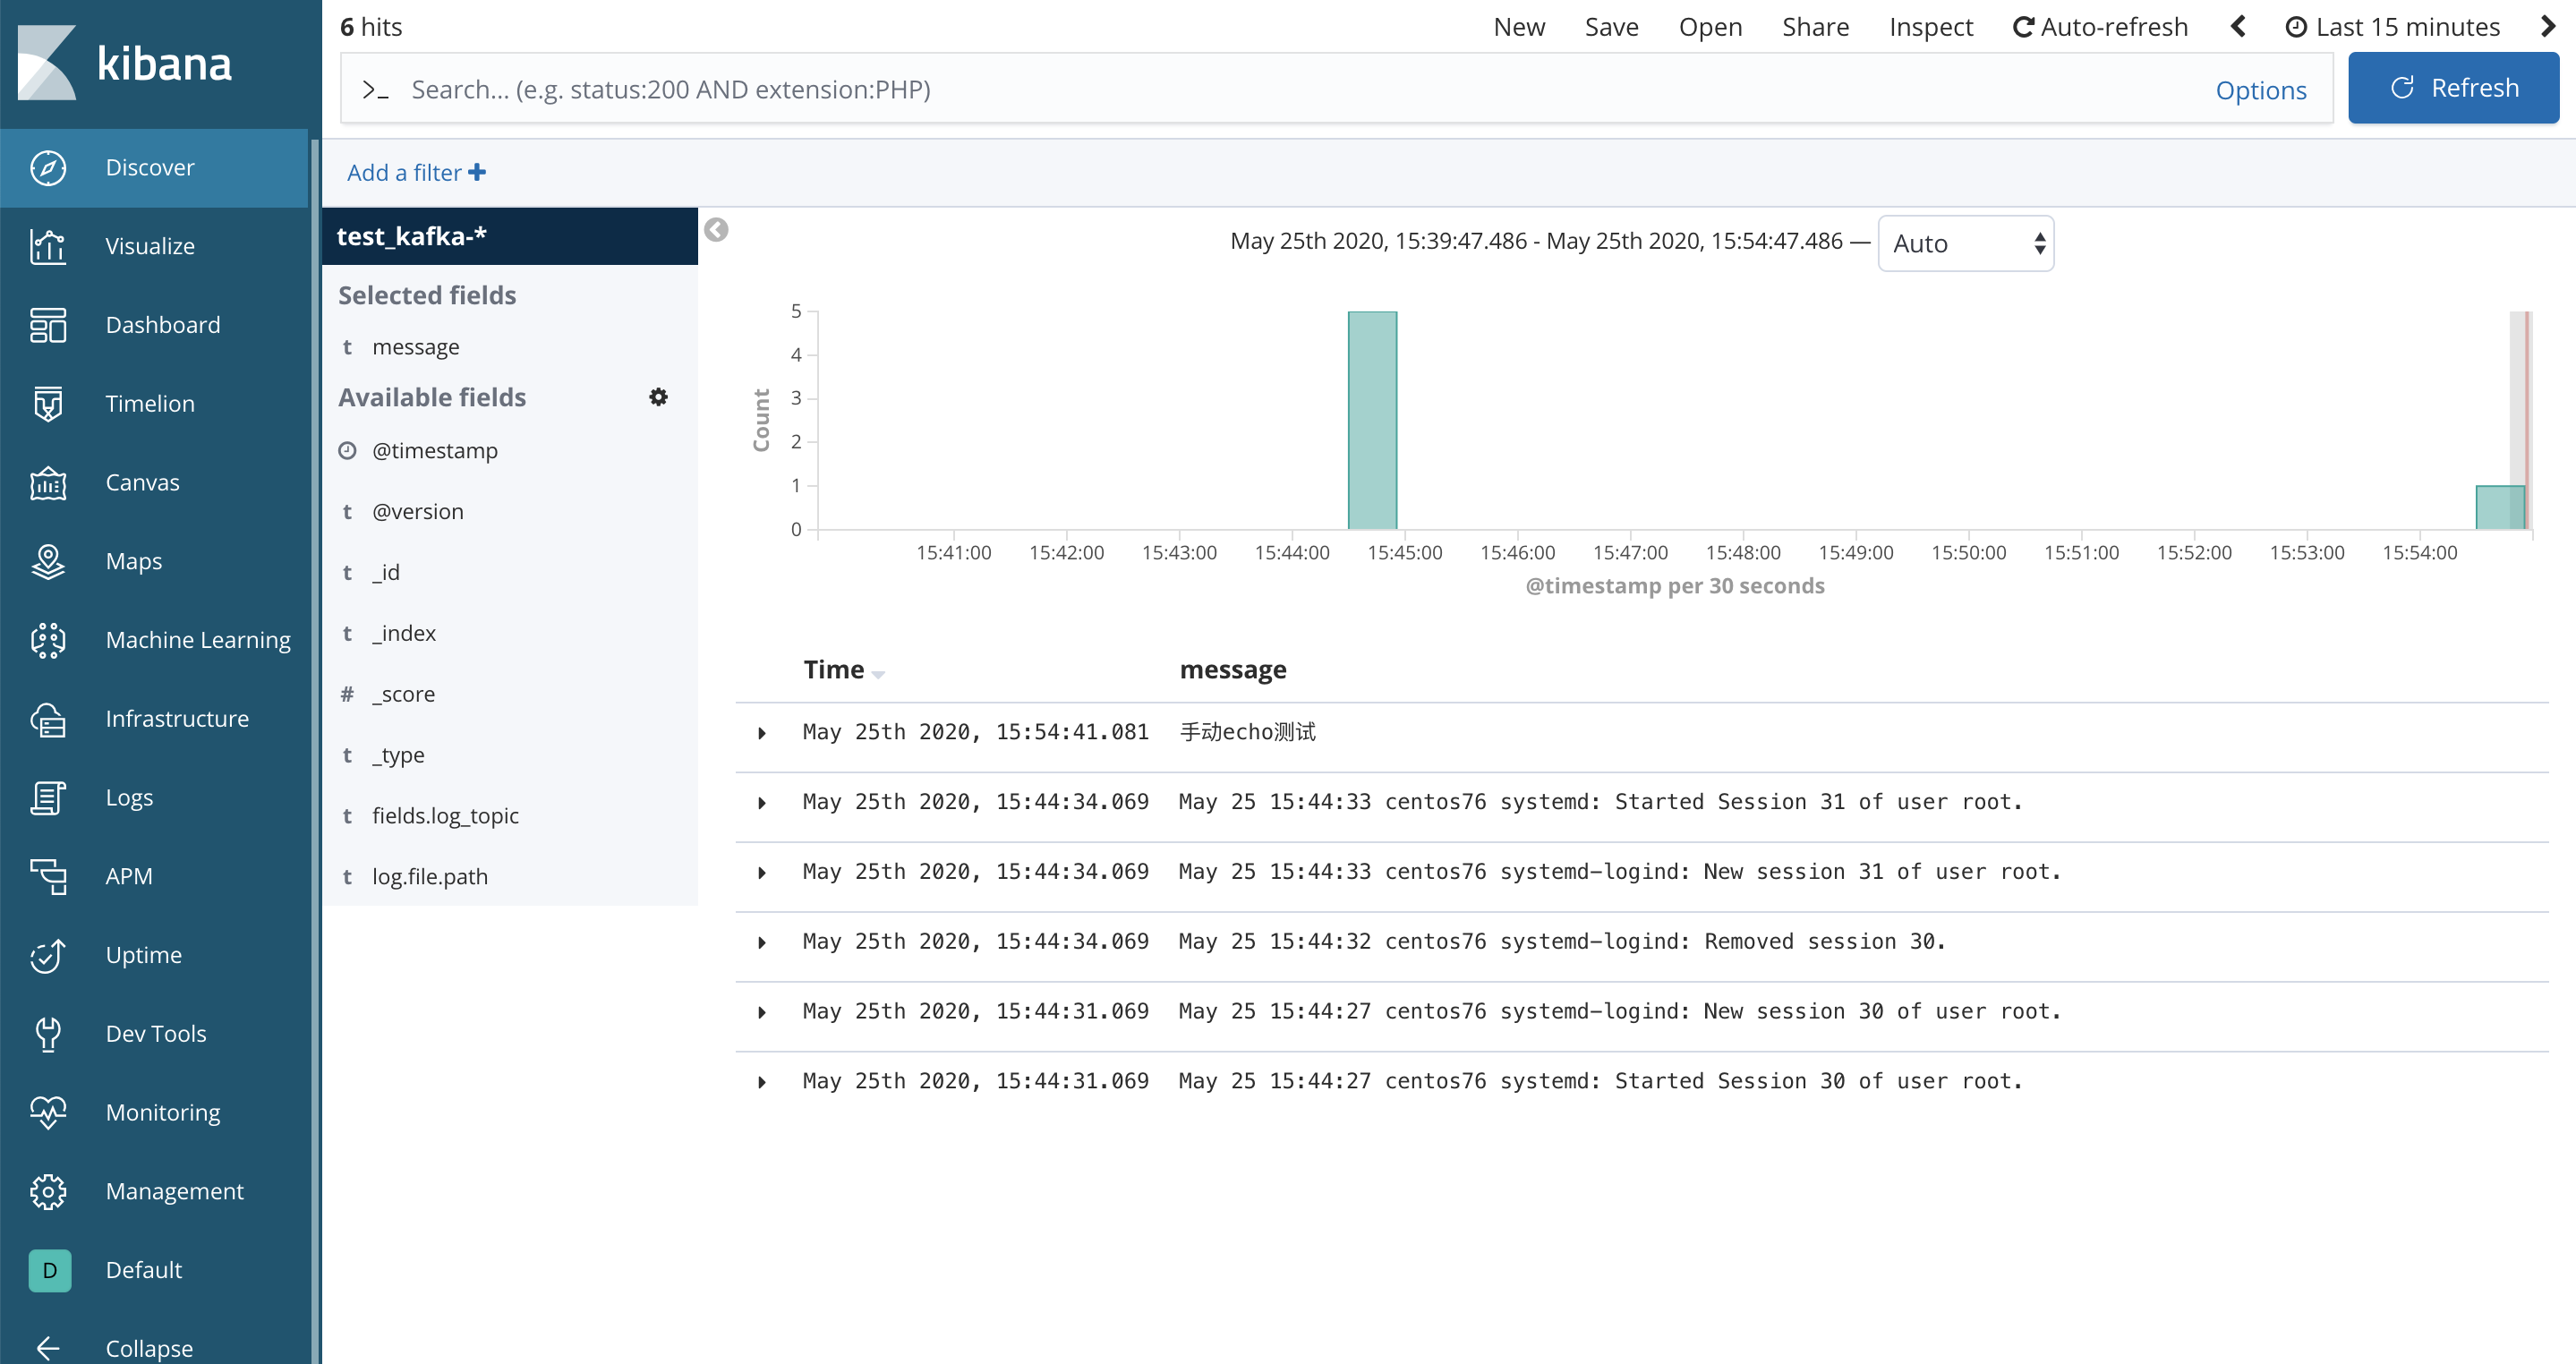 kibana
Discover
Visualize
Dashboard
Timelion
Canvas
Maps
Machine Learning
Infrastructure
Logs
APM
Uptime
Dev Tools
Monitoring
Management
D Default
Collapse
6 hits
New Save Open Share Inspect Auto-refresh Last 15 minutes
>_ Search... (e.g. status:200 AND extension:PHP) Options Refresh
Add a filter +
test_kafka-*
Selected fields
t message
Available fields
@timestamp
t @version
t _id
t _index
# _score
t _type
t fields.log_topic
t log.file.path
May 25th 2020, 15:39:47.486 - May 25th 2020, 15:54:47.486 — Auto
Count
5
4
3
2
1
0
15:41:00 15:42:00 15:43:00 15:44:00 15:45:00 15:46:00 15:47:00 15:48:00 15:49:00 15:50:00 15:51:00 15:52:00 15:53:00 15:54:00
@timestamp per 30 seconds
Time message
May 25th 2020, 15:54:41.081 手动echo测试
May 25th 2020, 15:44:34.069 May 25 15:44:33 centos76 systemd: Started Session 31 of user root.
May 25th 2020, 15:44:34.069 May 25 15:44:33 centos76 systemd-logind: New session 31 of user root.
May 25th 2020, 15:44:34.069 May 25 15:44:32 centos76 systemd-logind: Removed session 30.
May 25th 2020, 15:44:31.069 May 25 15:44:27 centos76 systemd-logind: New session 30 of user root.
May 25th 2020, 15:44:31.069 May 25 15:44:27 centos76 systemd: Started Session 30 of user root.